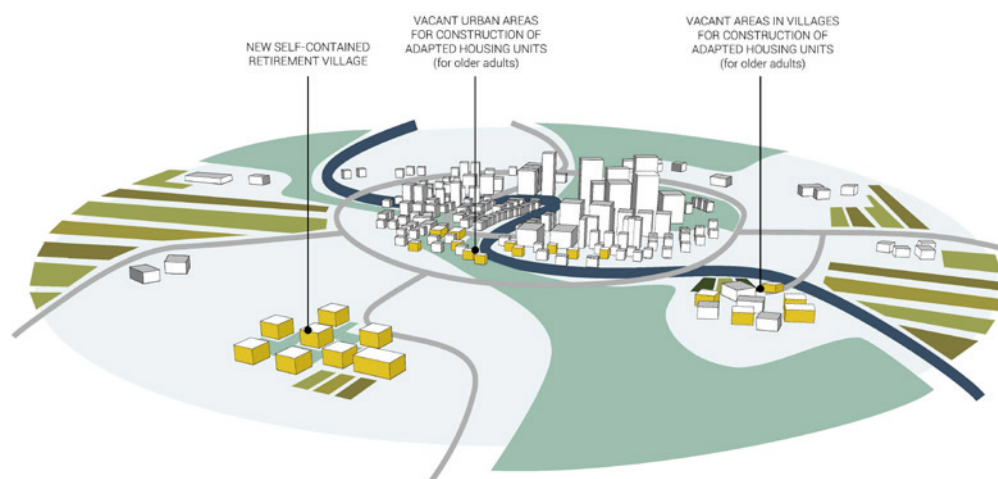 NEW SELF-CONTAINED
RETIREMENT VILLAGE
VACANT URBAN AREAS
FOR CONSTRUCTION OF
ADAPTED HOUSING UNITS
(for older adults)
VACANT AREAS IN VILLAGES
FOR CONSTRUCTION OF
ADAPTED HOUSING UNITS
(for older adults)